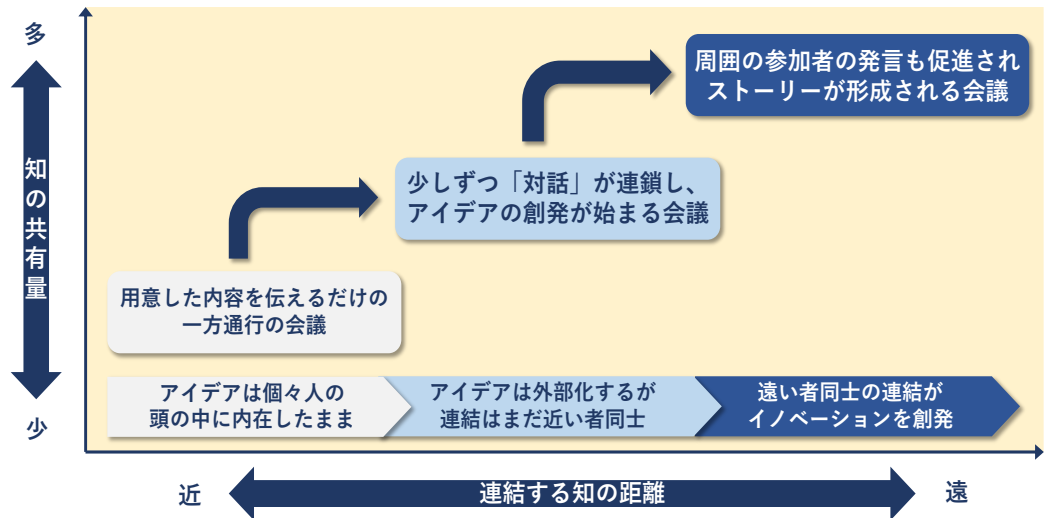 多
知の共有量
少
周囲の参加者の発言も促進され
ストーリーが形成される会議
少しずつ「対話」が連鎖し、
アイデアの創発が始まる会議
用意した内容を伝えるだけの
一方通行の会議
アイデアは個々人の
頭の中に内在したまま
アイデアは外部化するが
連結はまだ近い者同士
遠い者同士の連結が
イノベーションを創発
近
連結する知の距離
遠